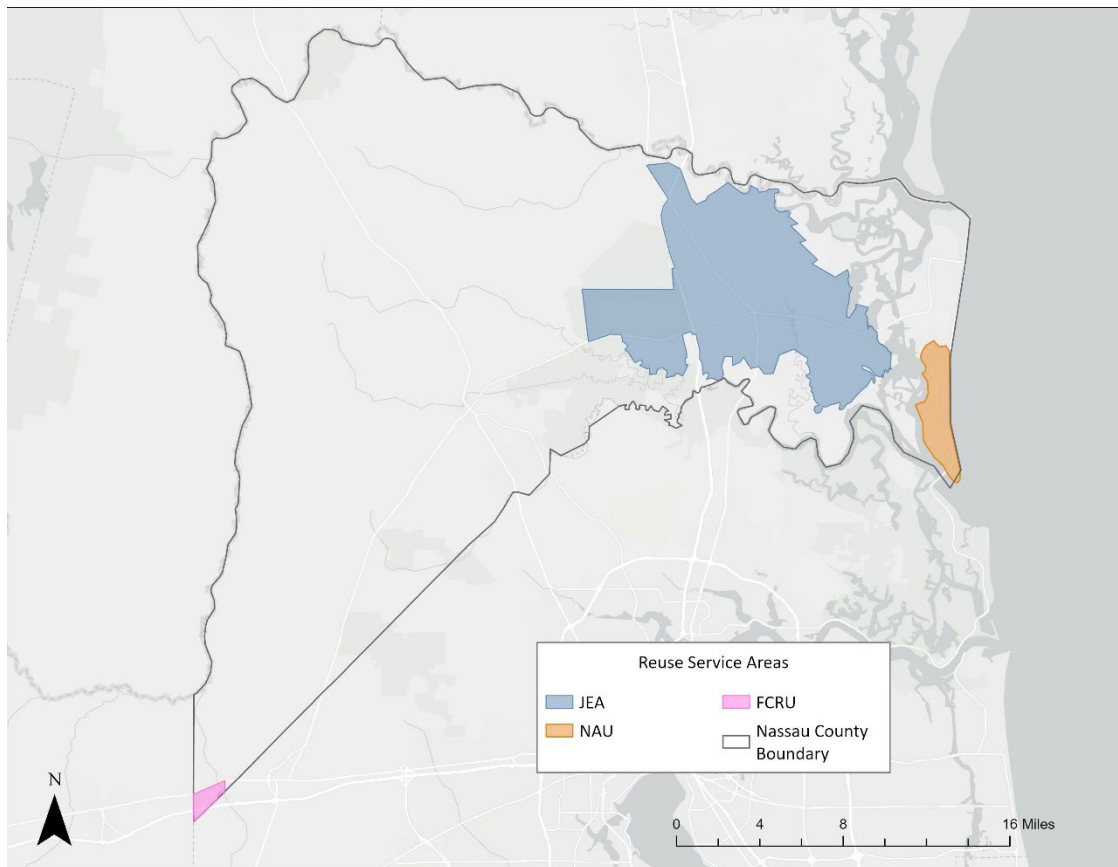 Reuse Service Areas
JEA
FCRU
NAU
Nassau County
Boundary
N
0 4 8 16 Miles